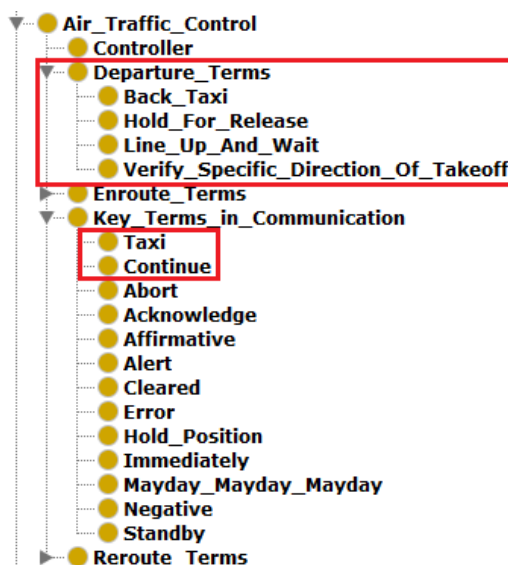 Air_Traffic_Control
Controller
Departure_Terms
Back_Taxi
Hold_For_Release
Line_Up_And_Wait
Verify_Specific_Direction_Of_Takeoff
Enroute_Terms
Key_Terms_in_Communication
Taxi
Continue
Abort
Acknowledge
Affirmative
Alert
Cleared
Error
Hold_Position
Immediately
Mayday_Mayday_Mayday
Negative
Standby
Reroute_Terms